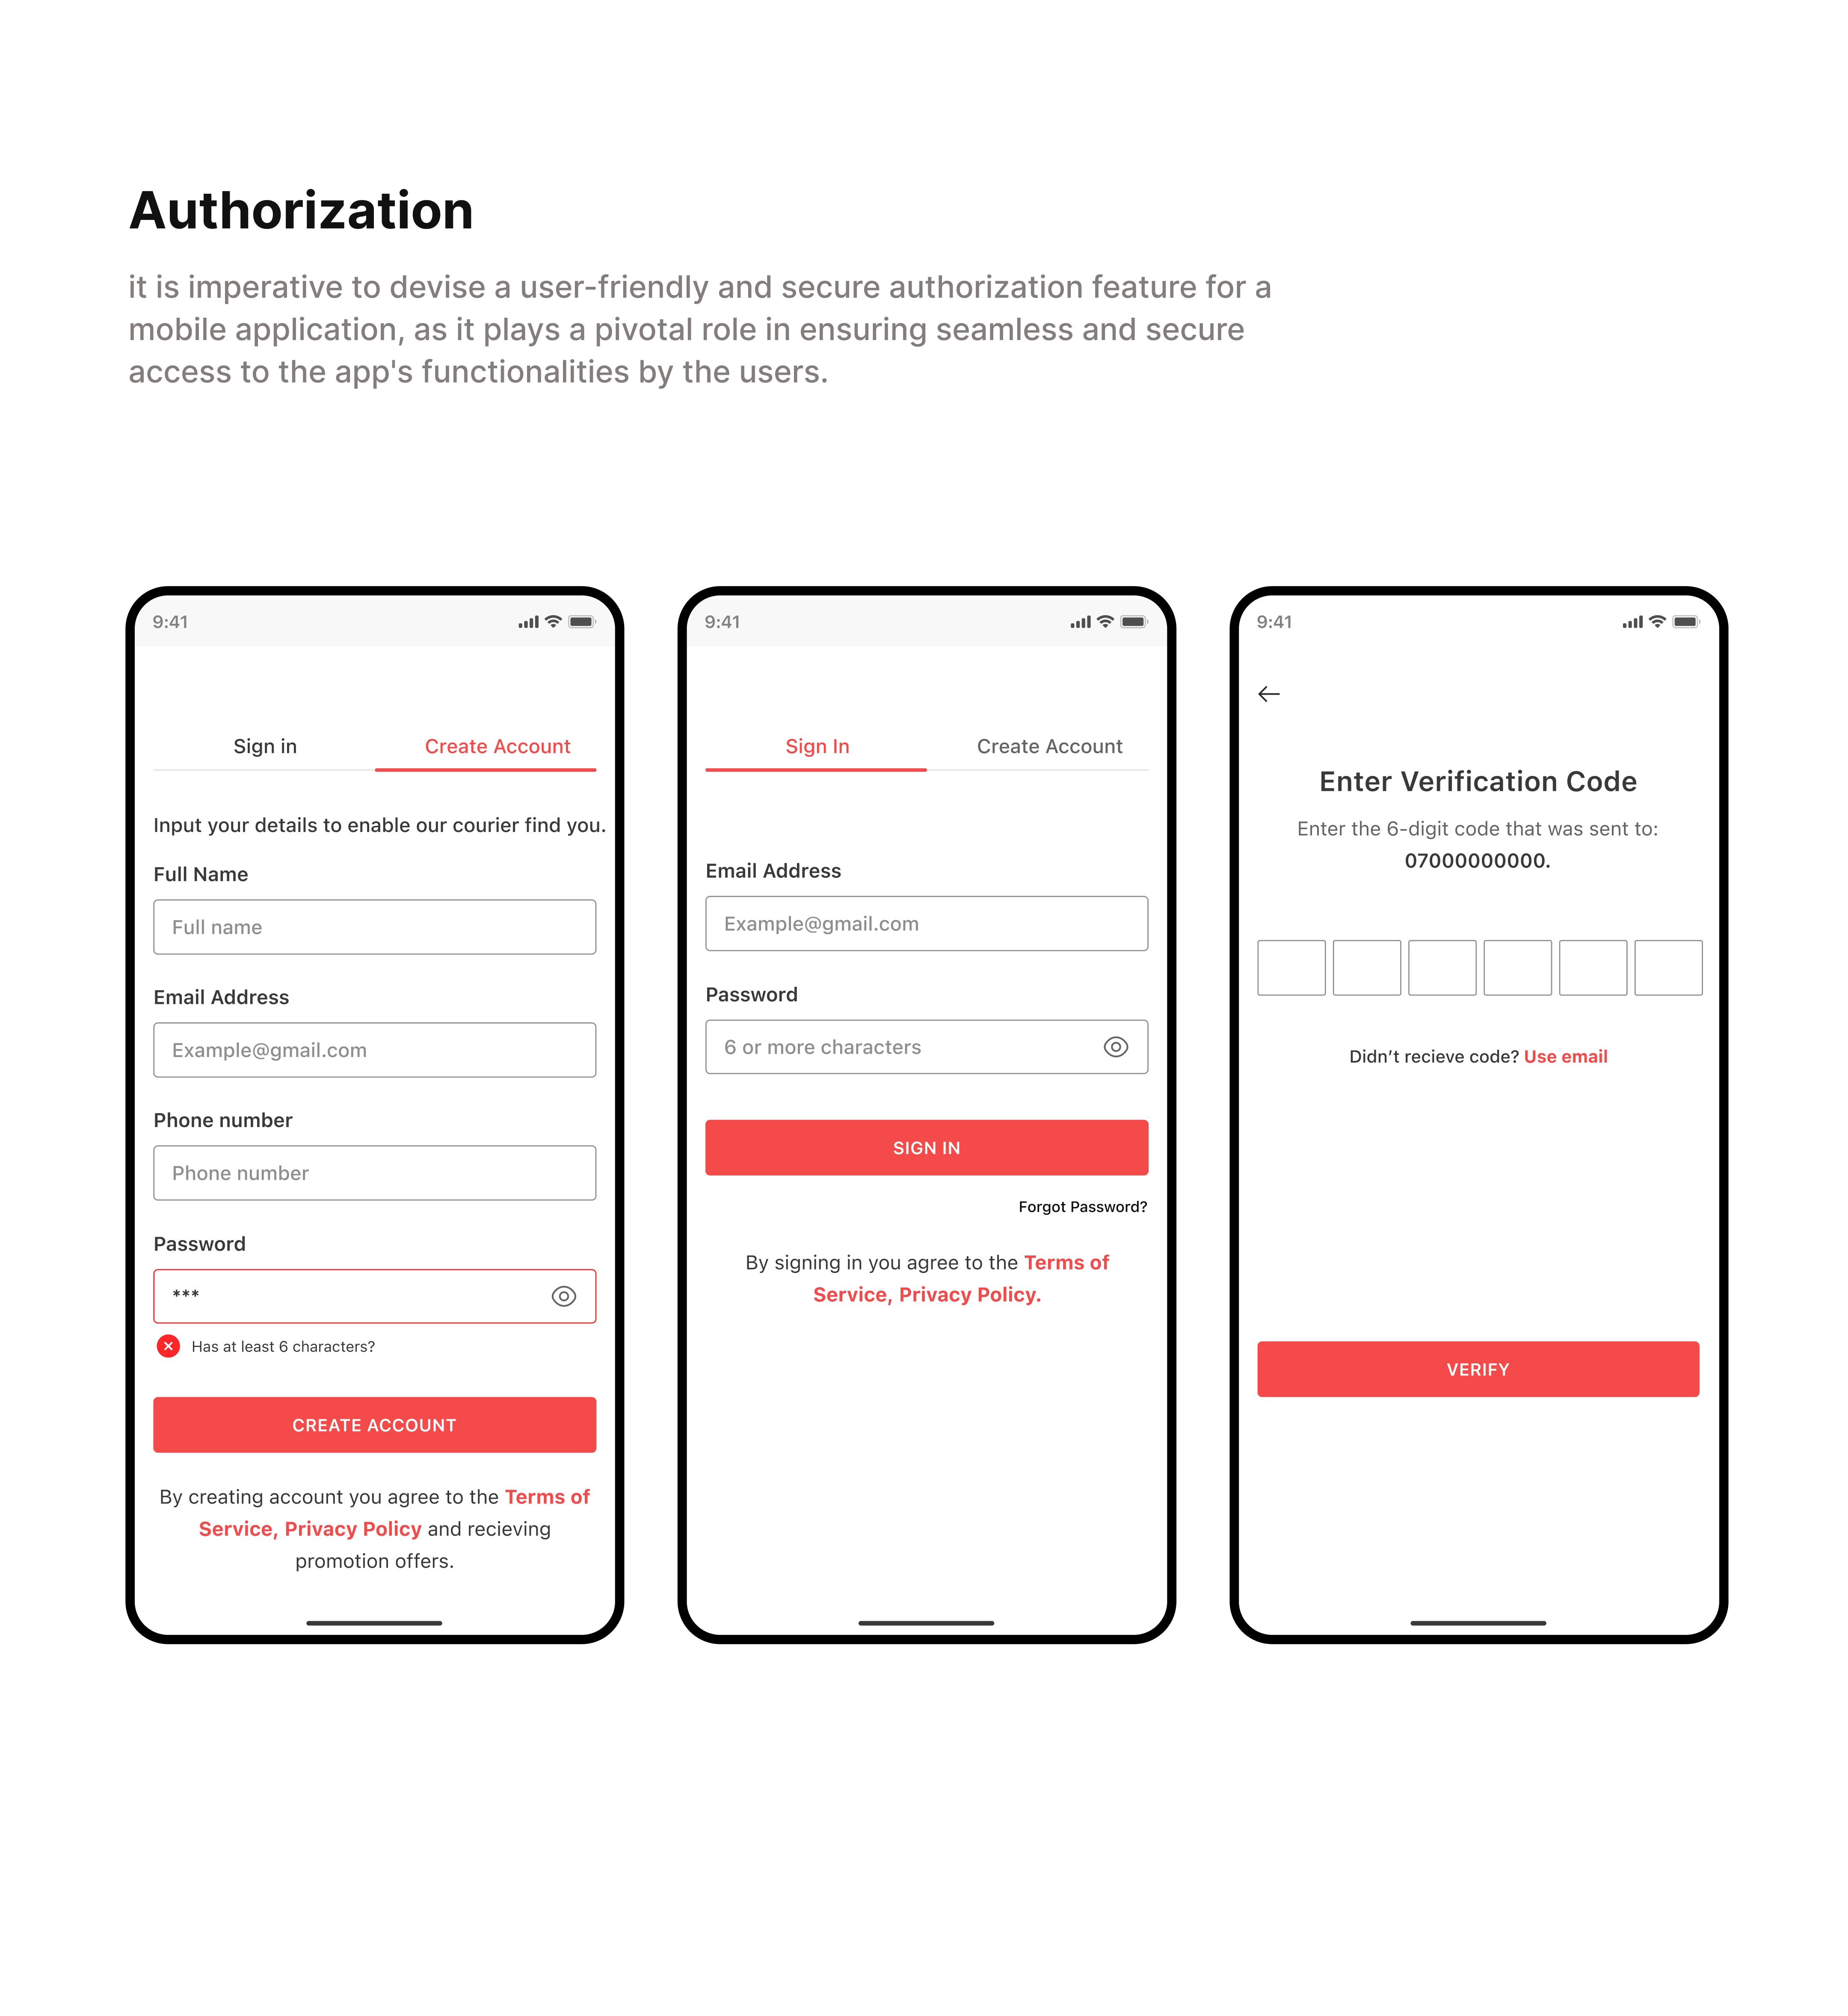 Authorization
it is imperative to devise a user-friendly and secure authorization feature for a
mobile application, as it plays a pivotal role in ensuring seamless and secure
access to the app's functionalities by the users.
9:41
Sign in
Create Account
Input your details to enable our courier find you.
Full Name
Full name
Email Address
Example@gmail.com
Phone number
Phone number
Password
***
Has at least 6 characters?
CREATE ACCOUNT
By creating account you agree to the Terms of
Service, Privacy Policy and recieving
promotion offers.
9:41
Sign In
Create Account
Email Address
Example@gmail.com
Password
6 or more characters
SIGN IN
Forgot Password?
By signing in you agree to the Terms of
Service, Privacy Policy.
9:41
Enter Verification Code
Enter the 6-digit code that was sent to:
07000000000.
Didn’t recieve code? Use email
VERIFY